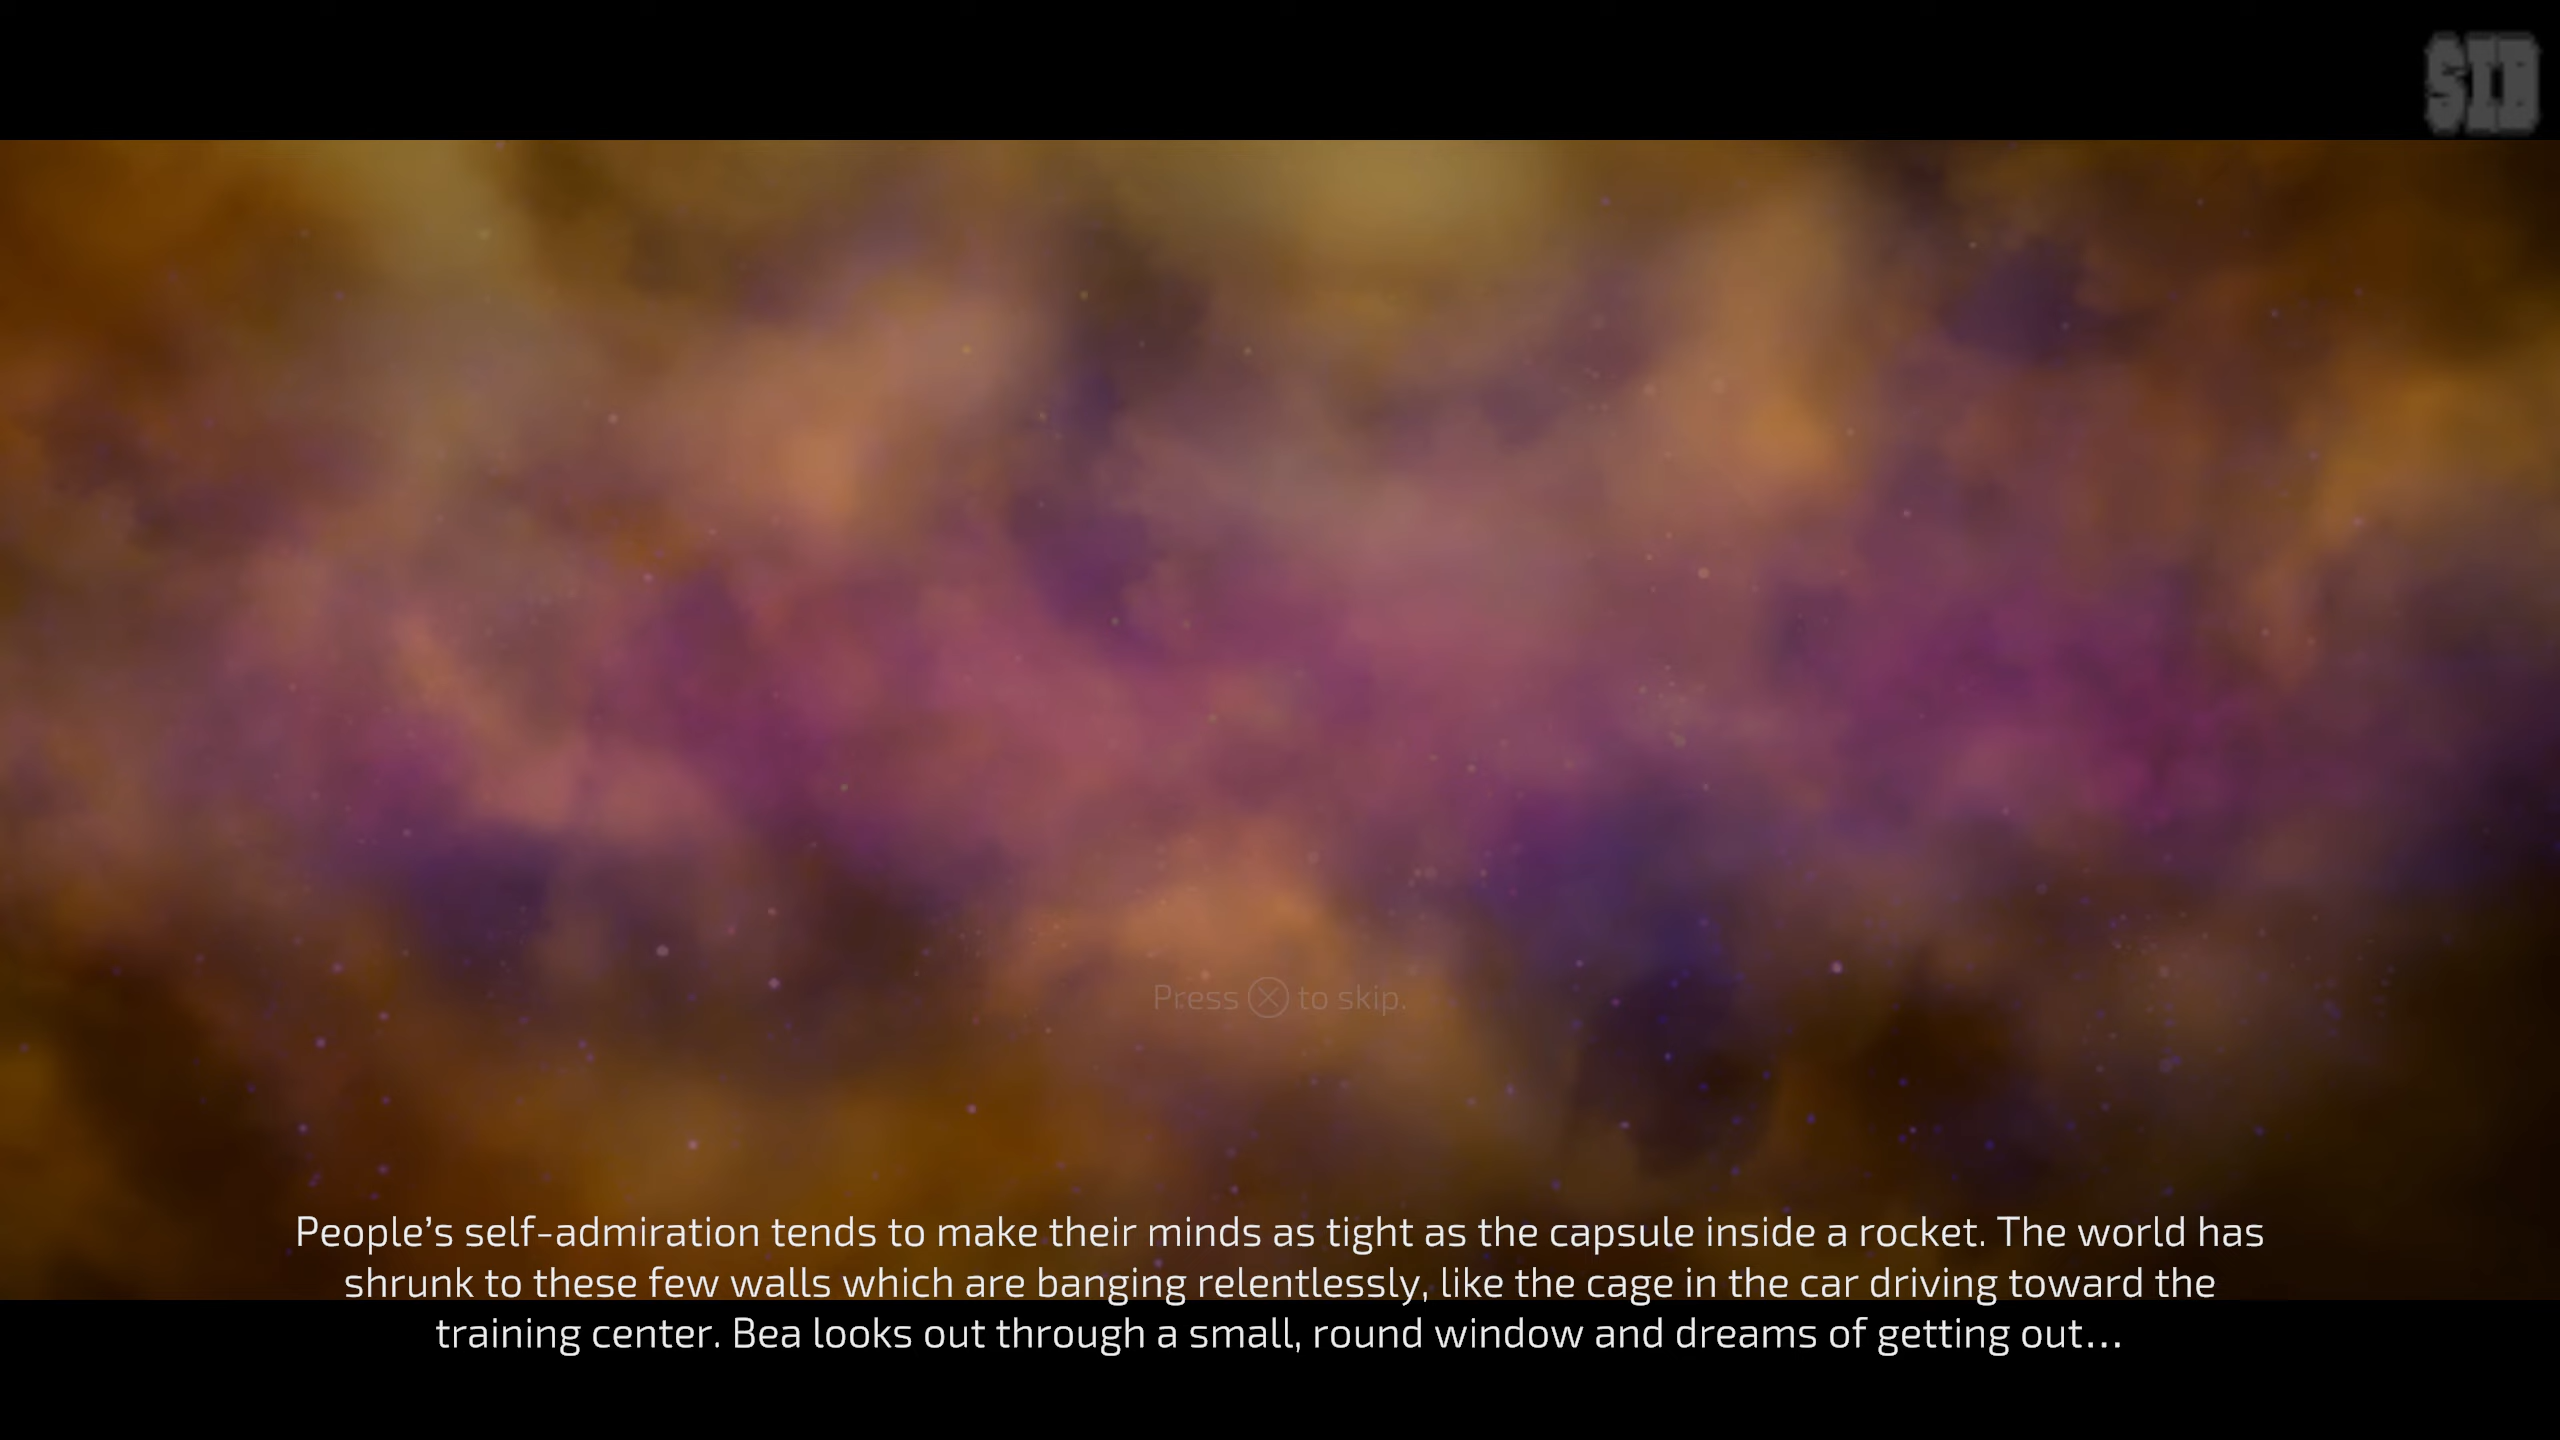 SIB
Press ⓧ to skip.
People’s self-admiration tends to make their minds as tight as the capsule inside a rocket. The world has
shrunk to these few walls which are banging relentlessly, like the cage in the car driving toward the
training center. Bea looks out through a small, round window and dreams of getting out...